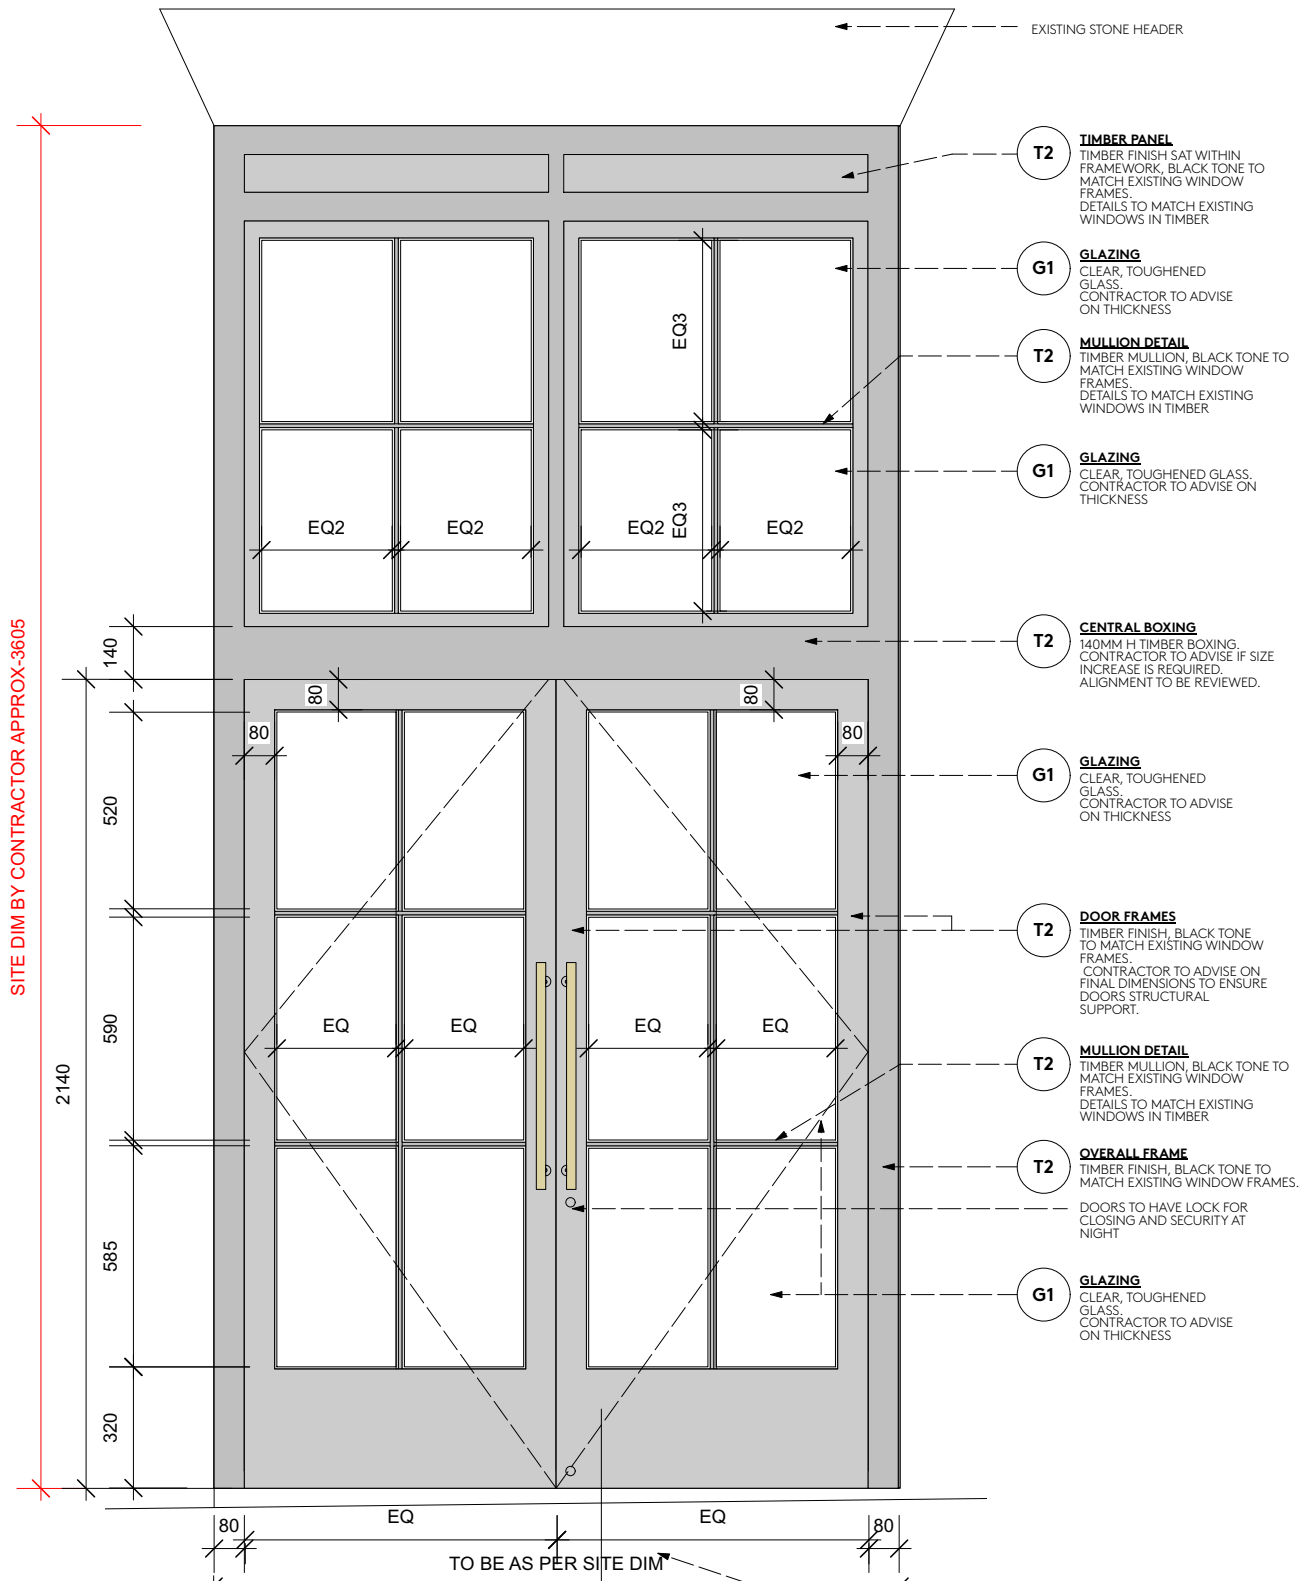 EXISTING STONE HEADER
T2
TIMBER PANEL
TIMBER FINISH SAT WITHIN
FRAMEWORK, BLACK TONE TO
MATCH EXISTING WINDOW
FRAMES.
DETAILS TO MATCH EXISTING
WINDOWS IN TIMBER
G1
GLAZING
CLEAR, TOUGHENED
GLASS.
CONTRACTOR TO ADVISE
ON THICKNESS
T2
MULLION DETAIL
TIMBER MULLION, BLACK TONE TO
MATCH EXISTING WINDOW
FRAMES.
DETAILS TO MATCH EXISTING
WINDOWS IN TIMBER
G1
GLAZING
CLEAR, TOUGHENED GLASS.
CONTRACTOR TO ADVISE ON
THICKNESS
EQ3
EQ3
EQ2
EQ2
EQ2
EQ2
T2
CENTRAL BOXING
140MM H TIMBER BOXING.
CONTRACTOR TO ADVISE IF SIZE
INCREASE IS REQUIRED.
ALIGNMENT TO BE REVIEWED.
SITE DIM BY CONTRACTOR APPROX-3605
140
80
80
80
80
520
G1
GLAZING
CLEAR, TOUGHENED
GLASS.
CONTRACTOR TO ADVISE
ON THICKNESS
T2
DOOR FRAMES
TIMBER FINISH, BLACK TONE
TO MATCH EXISTING WINDOW
FRAMES.
CONTRACTOR TO ADVISE ON
FINAL DIMENSIONS TO ENSURE
DOORS STRUCTURAL
SUPPORT.
590
EQ
EQ
EQ
EQ
2140
T2
MULLION DETAIL
TIMBER MULLION, BLACK TONE TO
MATCH EXISTING WINDOW
FRAMES.
DETAILS TO MATCH EXISTING
WINDOWS IN TIMBER
T2
OVERALL FRAME
TIMBER FINISH, BLACK TONE TO
MATCH EXISTING WINDOW FRAMES.
DOORS TO HAVE LOCK FOR
CLOSING AND SECURITY AT
NIGHT
585
G1
GLAZING
CLEAR, TOUGHENED
GLASS.
CONTRACTOR TO ADVISE
ON THICKNESS
320
80
EQ
EQ
80
TO BE AS PER SITE DIM